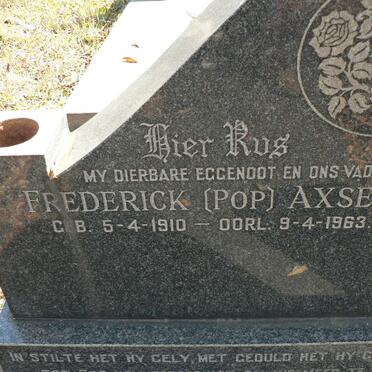 Hier Rus
MY DIERBARE EGGENOOT EN ONS VAD
FREDERICK (POP) AXSE
GEB. 5-4-1910 — OORL. 9-4-1963.
IN STILTE HET HY GELY, MET GEDULD HET HY G